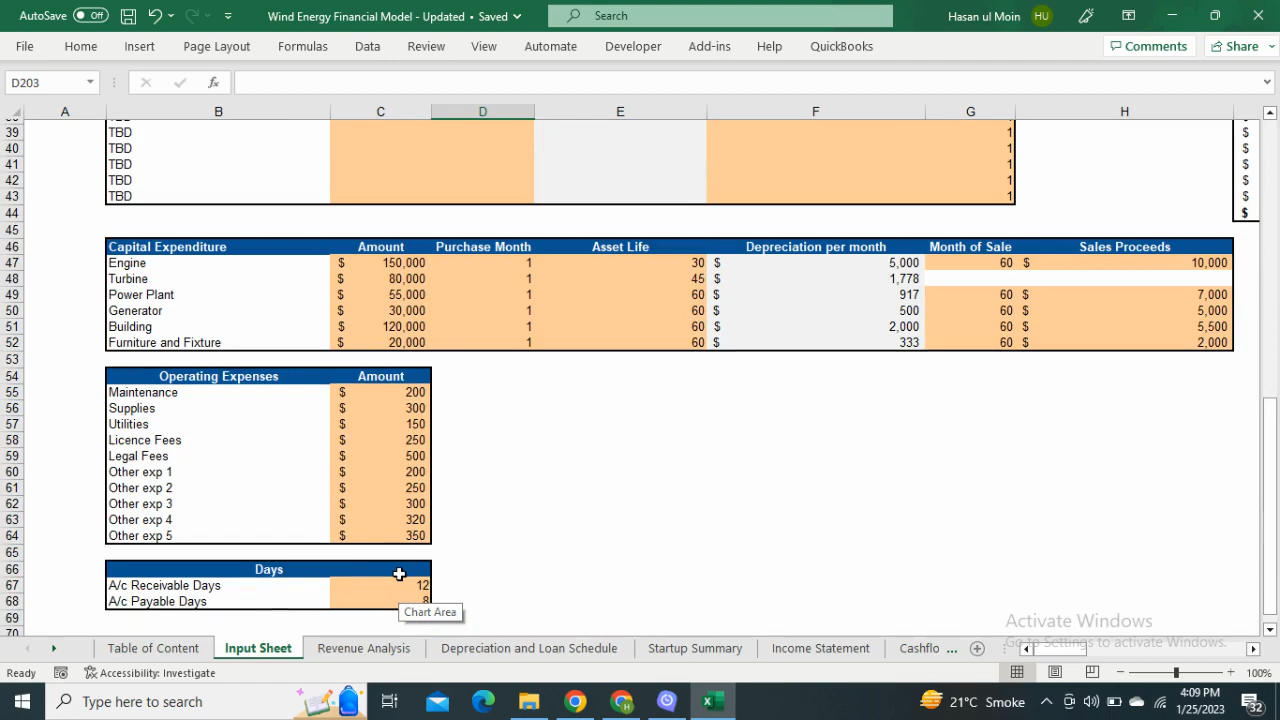 AutoSave Off Wind Energy Financial Model - Updated • Saved Search Hasan ul Moin HU
File Home Insert Page Layout Formulas Data Review View Automate Developer Add-ins Help QuickBooks Comments Share
D203 fx
A B C D E F G H
39 TBD 1 $
40 TBD 1 $
41 TBD 1 $
42 TBD 1 $
43 TBD 1 $
44 $
45
46 Capital Expenditure Amount Purchase Month Asset Life Depreciation per month Month of Sale Sales Proceeds
47 Engine $ 150,000 1 30 $ 5,000 60 $ 10,000
48 Turbine $ 80,000 1 45 $ 1,778
49 Power Plant $ 55,000 1 60 $ 917 60 $ 7,000
50 Generator $ 30,000 1 60 $ 500 60 $ 5,000
51 Building $ 120,000 1 60 $ 2,000 60 $ 5,500
52 Furniture and Fixture $ 20,000 1 60 $ 333 60 $ 2,000
53
54 Operating Expenses Amount
55 Maintenance $ 200
56 Supplies $ 300
57 Utilities $ 150
58 Licence Fees $ 250
59 Legal Fees $ 500
60 Other exp 1 $ 200
61 Other exp 2 $ 250
62 Other exp 3 $ 300
63 Other exp 4 $ 320
64 Other exp 5 $ 350
65
66 Days
67 A/c Receivable Days 12
68 A/c Payable Days 8
Chart Area
69
70
Activate Windows
Go to Settings to activate Windows.
Table of Content Input Sheet Revenue Analysis Depreciation and Loan Schedule Startup Summary Income Statement Cashflo ...
Ready Accessibility: Investigate 100%
Type here to search 21°C Smoke 4:09 PM
1/25/2023 32